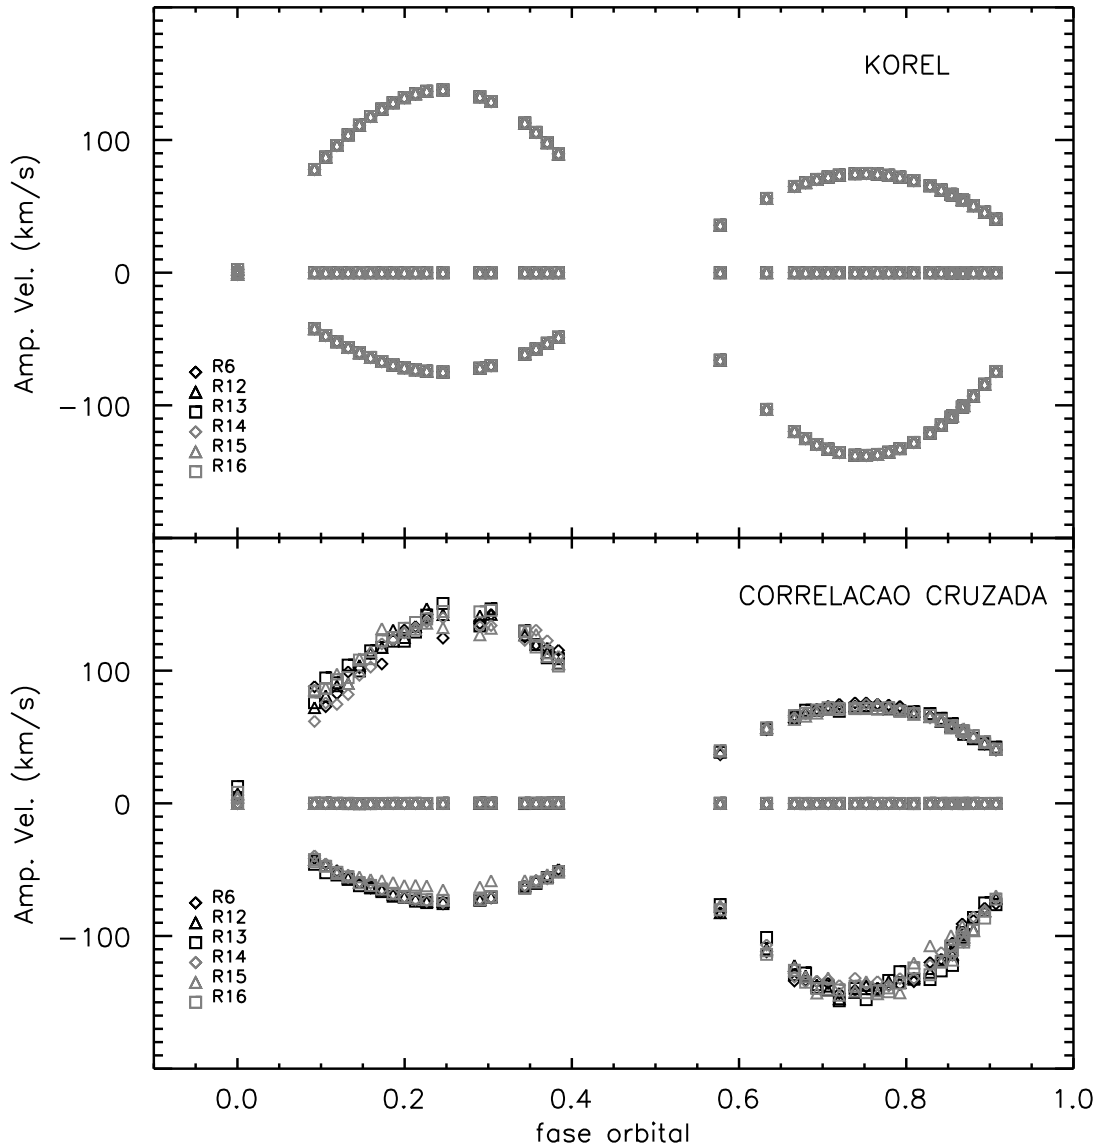 KOREL
100
0
−100
Amp. Vel. (km/s)
R6
R12
R13
R14
R15
R16
CORRELACAO CRUZADA
100
0
−100
Amp. Vel. (km/s)
R6
R12
R13
R14
R15
R16
0.0 0.2 0.4 0.6 0.8 1.0
fase orbital